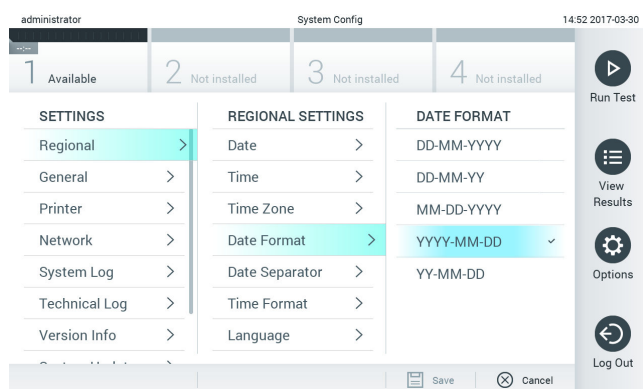 administrator
System Config
14:52 2017-03-30
--:--
1 Available
2 Not installed
3 Not installed
4 Not installed
Run Test
View
Results
Options
Log Out
SETTINGS
Regional
General
Printer
Network
System Log
Technical Log
Version Info
REGIONAL SETTINGS
Date
Time
Time Zone
Date Format
Date Separator
Time Format
Language
DATE FORMAT
DD-MM-YYYY
DD-MM-YY
MM-DD-YYYY
YYYY-MM-DD
YY-MM-DD
Save
Cancel